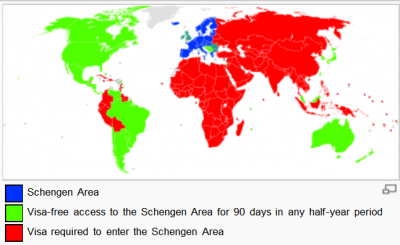 Schengen Area
Visa-free access to the Schengen Area for 90 days in any half-year period
Visa required to enter the Schengen Area